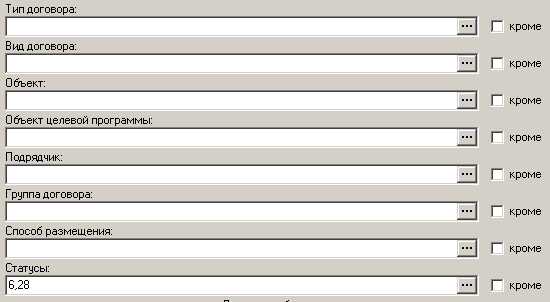 Тип договора:
... кроме
Вид договора:
... кроме
Объект:
... кроме
Объект целевой программы:
... кроме
Подрядчик:
... кроме
Группа договора:
... кроме
Способ размещения:
... кроме
Статусы:
6,28 ... кроме